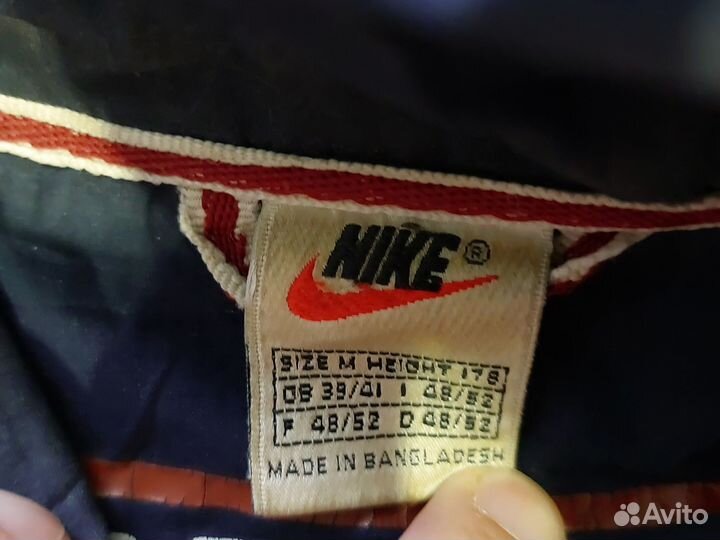 NIKE ®
SIZE M HEIGHT 178
GB 39/41 I 48/52
F 48/52 D 48/52
MADE IN BANGLADESH
Avito